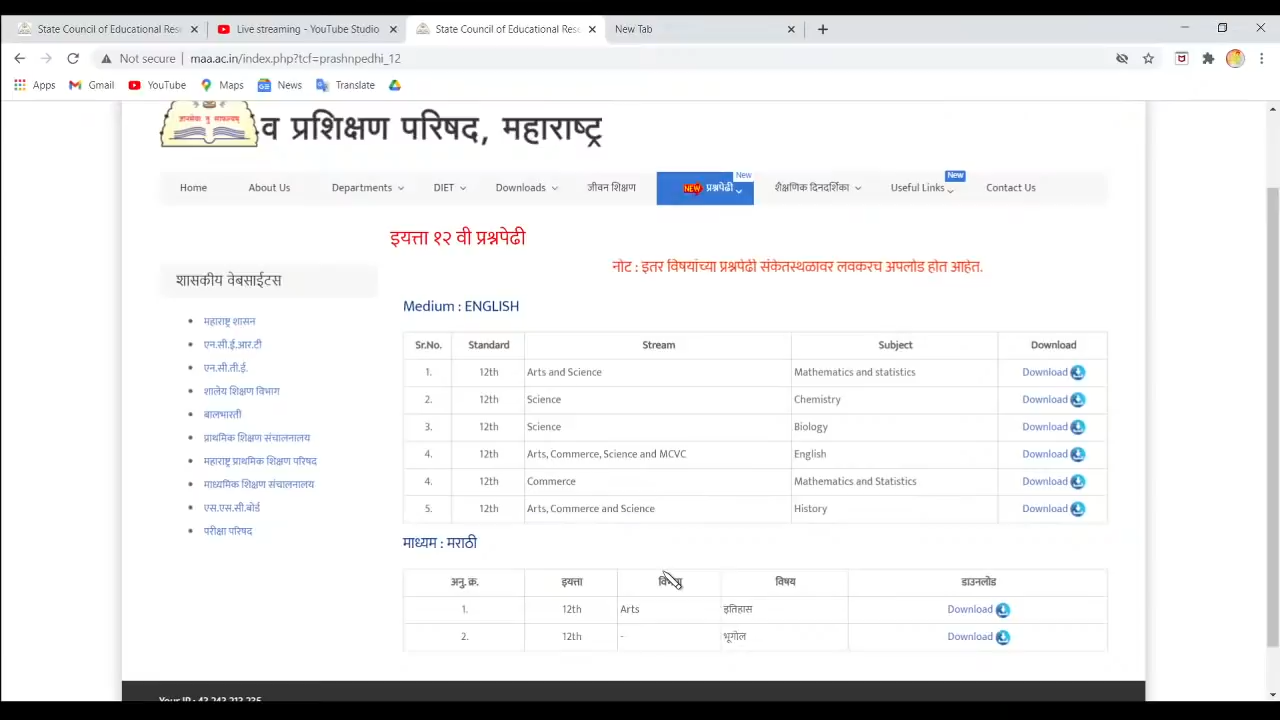 State Council of Educational Res
Live streaming - YouTube Studio
State Council of Educational Res
New Tab
Not secure | maa.ac.in/index.php?tcf=prashnpedhi_12
Apps Gmail YouTube Maps News Translate
व प्रशिक्षण परिषद, महाराष्ट्र
Home About Us Departments DIET Downloads जीवन शिक्षण NEW प्रश्नपेढी New शैक्षणिक दिनदर्शिका Useful Links New Contact Us
इयत्ता १२ वी प्रश्नपेढी
नोट : इतर विषयांच्या प्रश्नपेढी संकेतस्थळावर लवकरच अपलोड होत आहेत.
शासकीय वेबसाईटस
महाराष्ट्र शासन
एन.सी.ई.आर.टी
एन.सी.ती.ई.
शालेय शिक्षण विभाग
बालभारती
प्राथमिक शिक्षण संचालनालय
महाराष्ट्र प्राथमिक शिक्षण परिषद
माध्यमिक शिक्षण संचालनालय
एस.एस.सी.बोर्ड
परीक्षा परिषद
Medium : ENGLISH
Sr.No. Standard Stream Subject Download
1. 12th Arts and Science Mathematics and statistics Download
2. 12th Science Chemistry Download
3. 12th Science Biology Download
4. 12th Arts, Commerce, Science and MCVC English Download
4. 12th Commerce Mathematics and Statistics Download
5. 12th Arts, Commerce and Science History Download
माध्यम : मराठी
अनु. क्र. इयत्ता विषय डाउनलोड
1. 12th Arts इतिहास Download
2. 12th - भूगोल Download